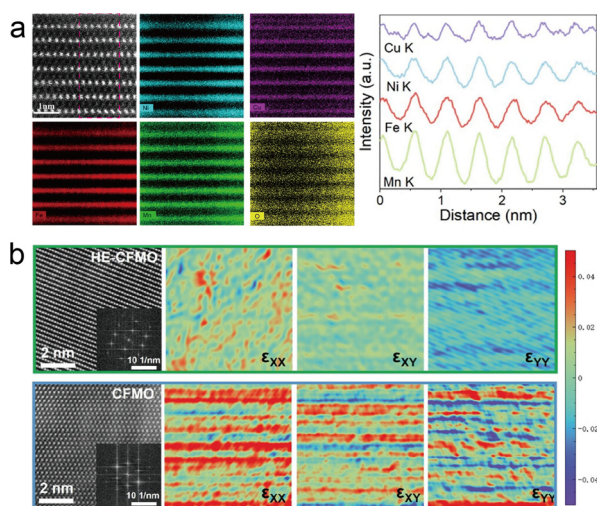 a
1 nm
Ni
Cu
Fe
Mn
O
Intensity (a.u.)
Cu K
Ni K
Fe K
Mn K
0 1 2 3
Distance (nm)
b
HE-CFMO
2 nm
10 1/nm
εXX
εXY
εYY
CFMO
2 nm
10 1/nm
εXX
εXY
εYY
0.04
0.02
0
-0.02
-0.04